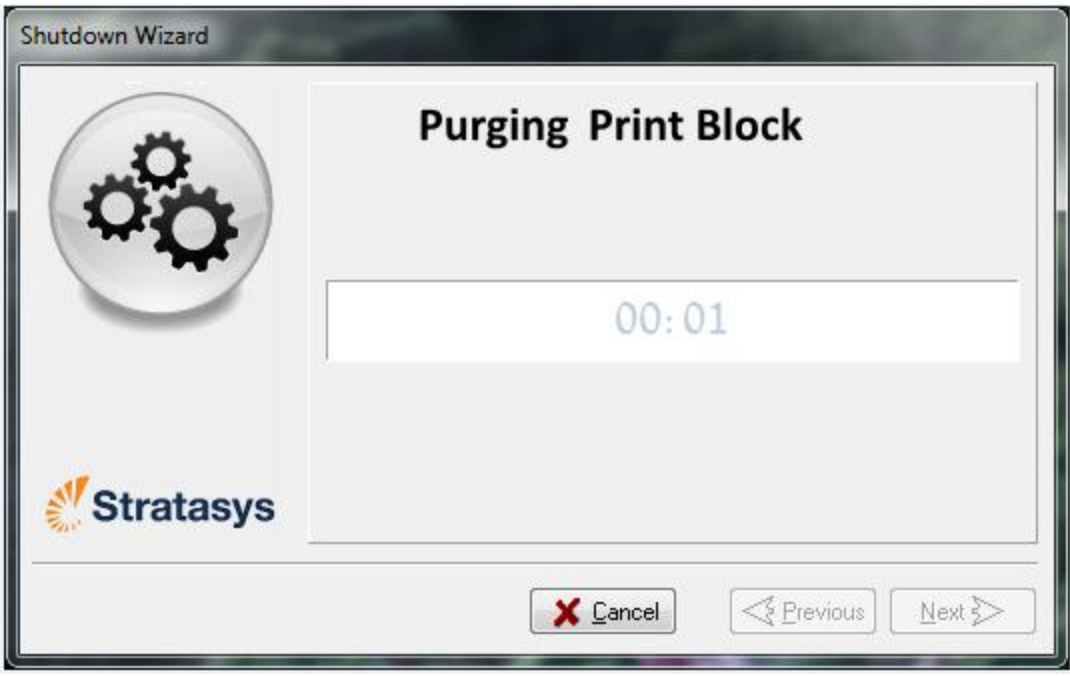 Shutdown Wizard
Purging Print Block
00:01
Stratasys
Cancel
Previous
Next